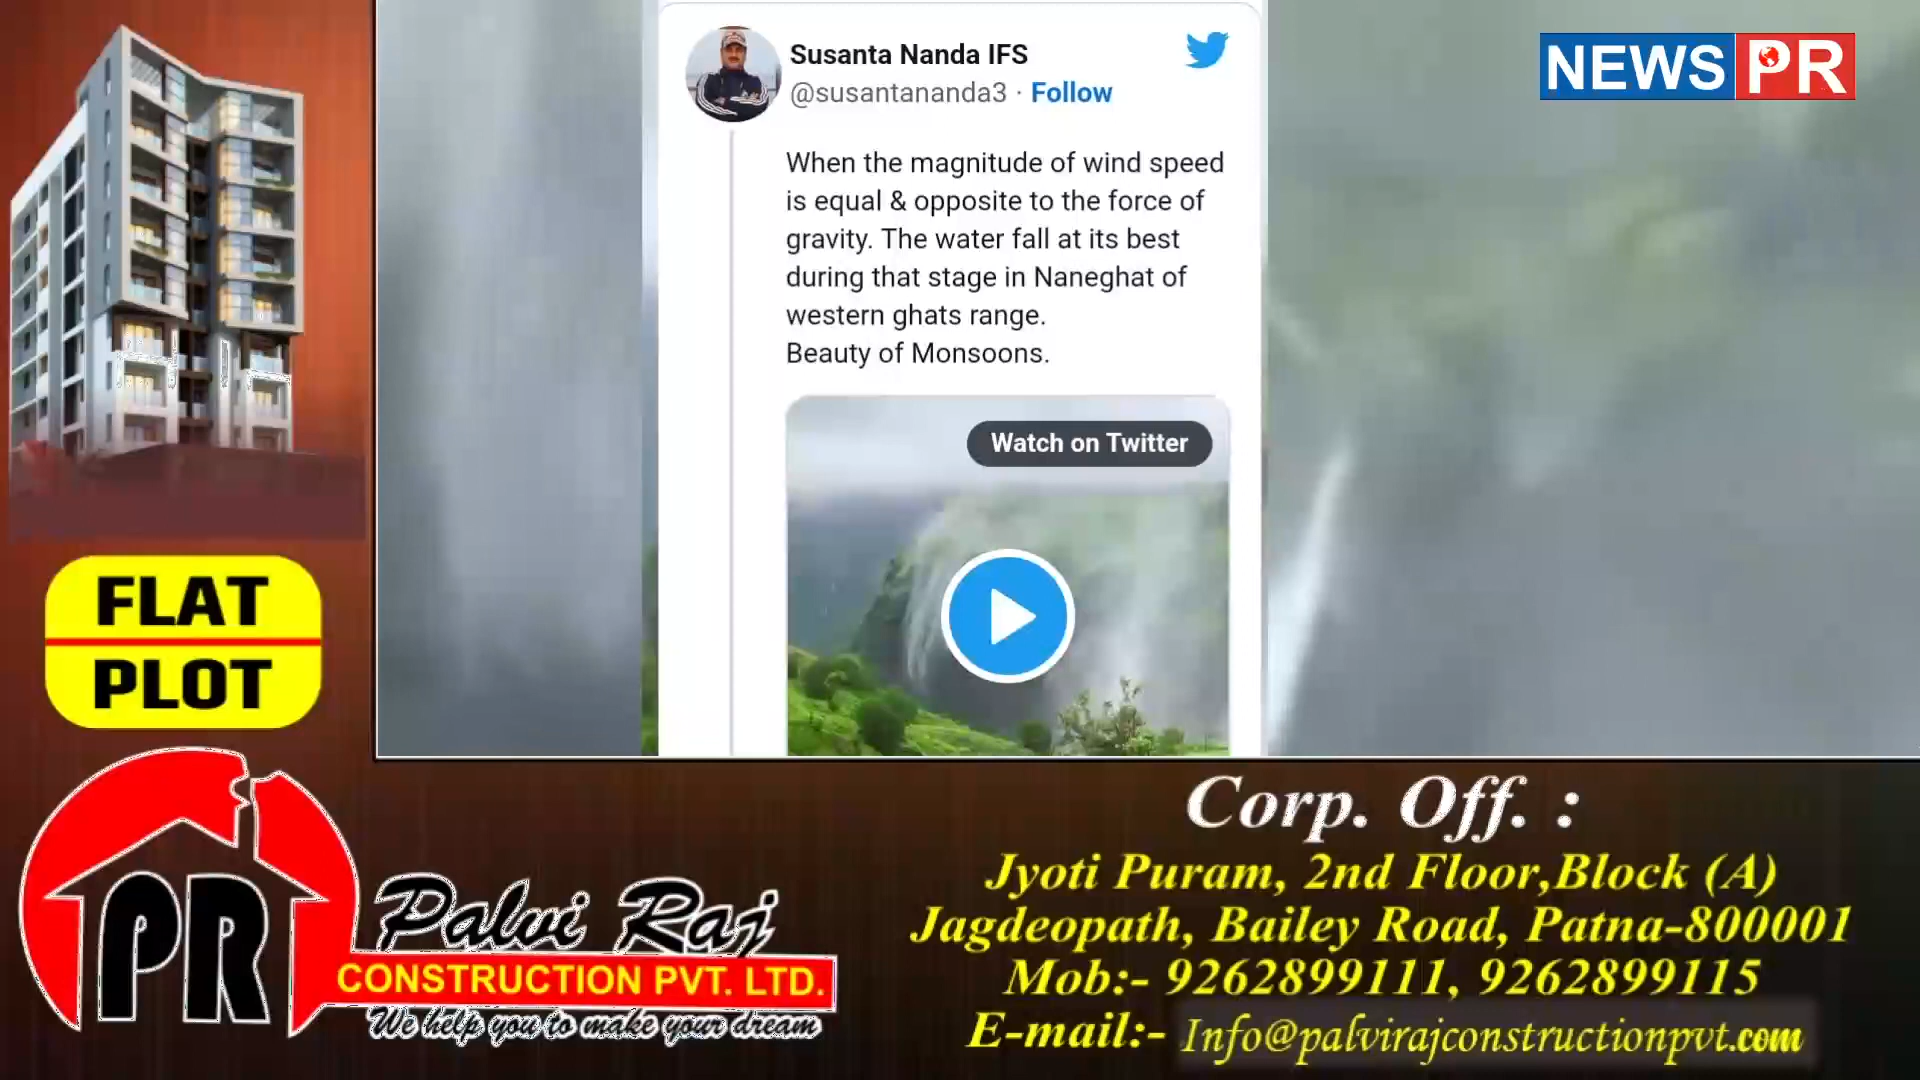 Susanta Nanda IFS
@susantananda3 · Follow
When the magnitude of wind speed
is equal & opposite to the force of
gravity. The water fall at its best
during that stage in Naneghat of
western ghats range.
Beauty of Monsoons.
Watch on Twitter
NEWS PR
FLAT
PLOT
PR
Palvi Raj
CONSTRUCTION PVT. LTD.
We help you to make your dream
Corp. Off. :
Jyoti Puram, 2nd Floor,Block (A)
Jagdeopath, Bailey Road, Patna-800001
Mob:- 9262899111, 9262899115
E-mail:- Info@palvirajconstructionpvt.com